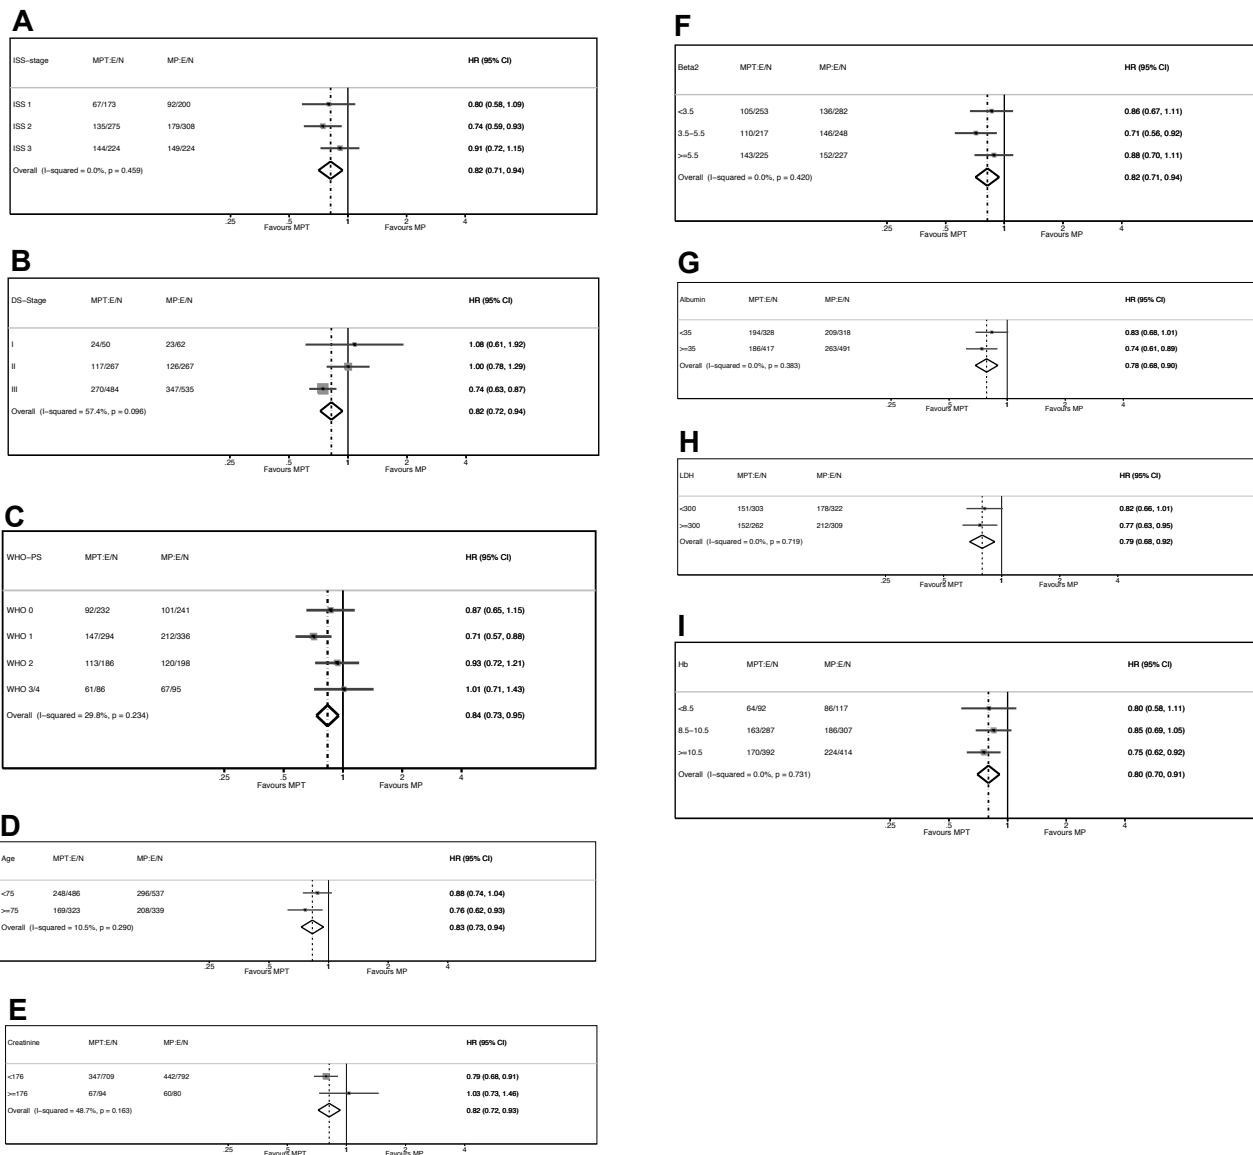 A
ISS−stage MPT:E/N MP:E/N HR (95% CI)
ISS 1 67/173 92/200 0.80 (0.58, 1.09)
ISS 2 135/275 179/308 0.74 (0.59, 0.93)
ISS 3 144/224 149/224 0.91 (0.72, 1.15)
Overall (I−squared = 0.0%, p = 0.459) 0.82 (0.71, 0.94)
.25 .5 1 2 4
Favours MPT Favours MP
B
DS−Stage MPT:E/N MP:E/N HR (95% CI)
I 24/50 23/62 1.08 (0.61, 1.92)
II 117/267 126/267 1.00 (0.78, 1.29)
III 270/484 347/535 0.74 (0.63, 0.87)
Overall (I−squared = 57.4%, p = 0.096) 0.82 (0.72, 0.94)
.25 .5 1 2 4
Favours MPT Favours MP
C
WHO−PS MPT:E/N MP:E/N HR (95% CI)
WHO 0 92/232 101/241 0.87 (0.65, 1.15)
WHO 1 147/294 212/336 0.71 (0.57, 0.88)
WHO 2 113/186 120/198 0.93 (0.72, 1.21)
WHO 3/4 61/86 67/95 1.01 (0.71, 1.43)
Overall (I−squared = 29.8%, p = 0.234) 0.84 (0.73, 0.95)
.25 .5 1 2 4
Favours MPT Favours MP
D
Age MPT:E/N MP:E/N HR (95% CI)
<75 248/486 296/537 0.88 (0.74, 1.04)
>=75 169/323 208/339 0.76 (0.62, 0.93)
Overall (I−squared = 10.5%, p = 0.290) 0.83 (0.73, 0.94)
.25 .5 1 2 4
Favours MPT Favours MP
E
Creatinine MPT:E/N MP:E/N HR (95% CI)
<176 347/709 442/792 0.79 (0.68, 0.91)
>=176 67/94 60/80 1.03 (0.73, 1.46)
Overall (I−squared = 48.7%, p = 0.163) 0.82 (0.72, 0.93)
.25 .5 1 2 4
Favours MPT Favours MP
F
Beta2 MPT:E/N MP:E/N HR (95% CI)
<3.5 105/253 136/282 0.86 (0.67, 1.11)
3.5−5.5 110/217 146/248 0.71 (0.56, 0.92)
>=5.5 143/225 152/227 0.88 (0.70, 1.11)
Overall (I−squared = 0.0%, p = 0.420) 0.82 (0.71, 0.94)
.25 .5 1 2 4
Favours MPT Favours MP
G
Albumin MPT:E/N MP:E/N HR (95% CI)
<35 194/328 209/318 0.83 (0.68, 1.01)
>=35 186/417 263/491 0.74 (0.61, 0.89)
Overall (I−squared = 0.0%, p = 0.383) 0.78 (0.68, 0.90)
.25 .5 1 2 4
Favours MPT Favours MP
H
LDH MPT:E/N MP:E/N HR (95% CI)
<300 151/303 178/322 0.82 (0.66, 1.01)
>=300 152/262 212/309 0.77 (0.63, 0.95)
Overall (I−squared = 0.0%, p = 0.719) 0.79 (0.68, 0.92)
.25 .5 1 2 4
Favours MPT Favours MP
I
Hb MPT:E/N MP:E/N HR (95% CI)
<8.5 64/92 86/117 0.80 (0.58, 1.11)
8.5−10.5 163/287 186/307 0.85 (0.69, 1.05)
>=10.5 170/392 224/414 0.75 (0.62, 0.92)
Overall (I−squared = 0.0%, p = 0.731) 0.80 (0.70, 0.91)
.25 .5 1 2 4
Favours MPT Favours MP